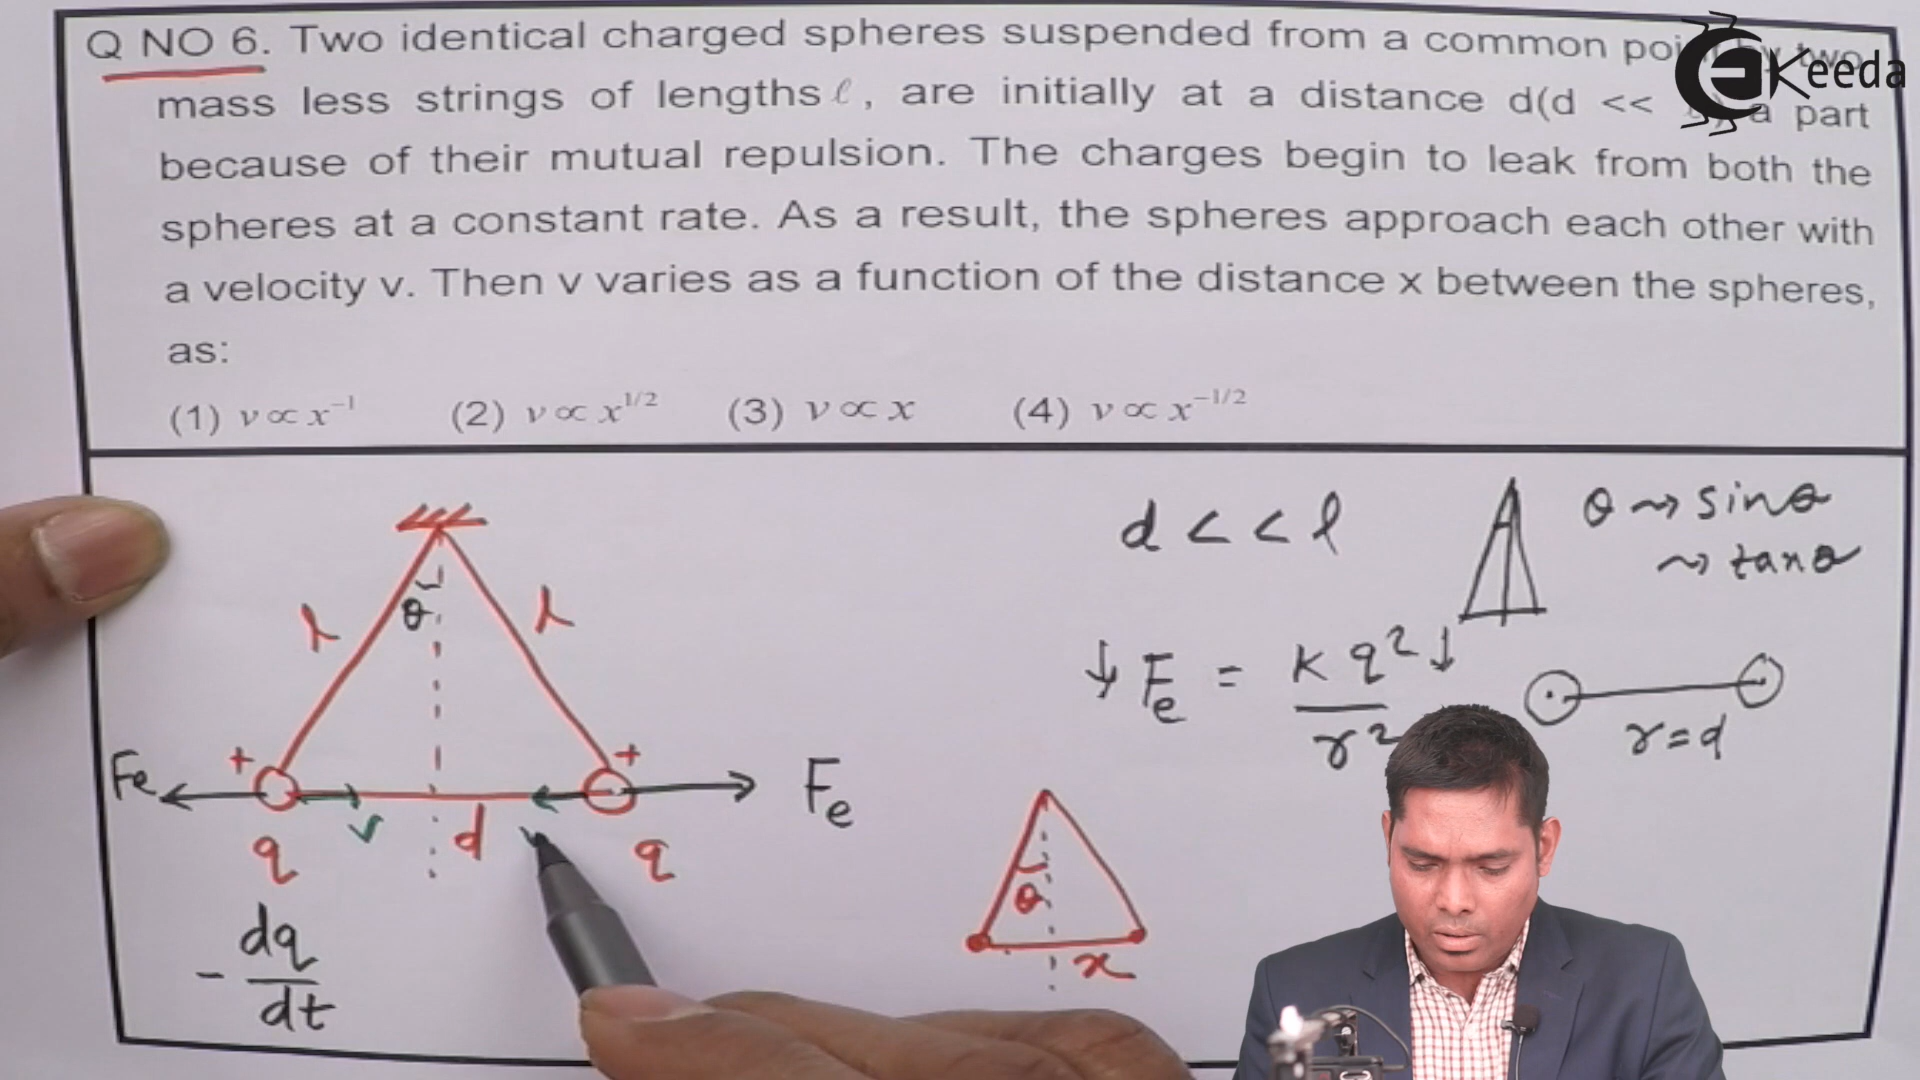 Q NO 6. Two identical charged spheres suspended from a common poi by two
mass less strings of lengths ℓ, are initially at a distance d(d << ) a part
because of their mutual repulsion. The charges begin to leak from both the
spheres at a constant rate. As a result, the spheres approach each other with
a velocity v. Then v varies as a function of the distance x between the spheres,
as:
(1) v ∝ x⁻¹ (2) v ∝ x^{1/2} (3) v ∝ x (4) v ∝ x^{-1/2}
Keeda
d << l
θ ~> sinθ
~> tanθ
θ
l
l
↓ Fe = Kq²↓
r²
r=d
Fe
+
+
Fe
q
v
d
v
q
θ
x
- dq
dt